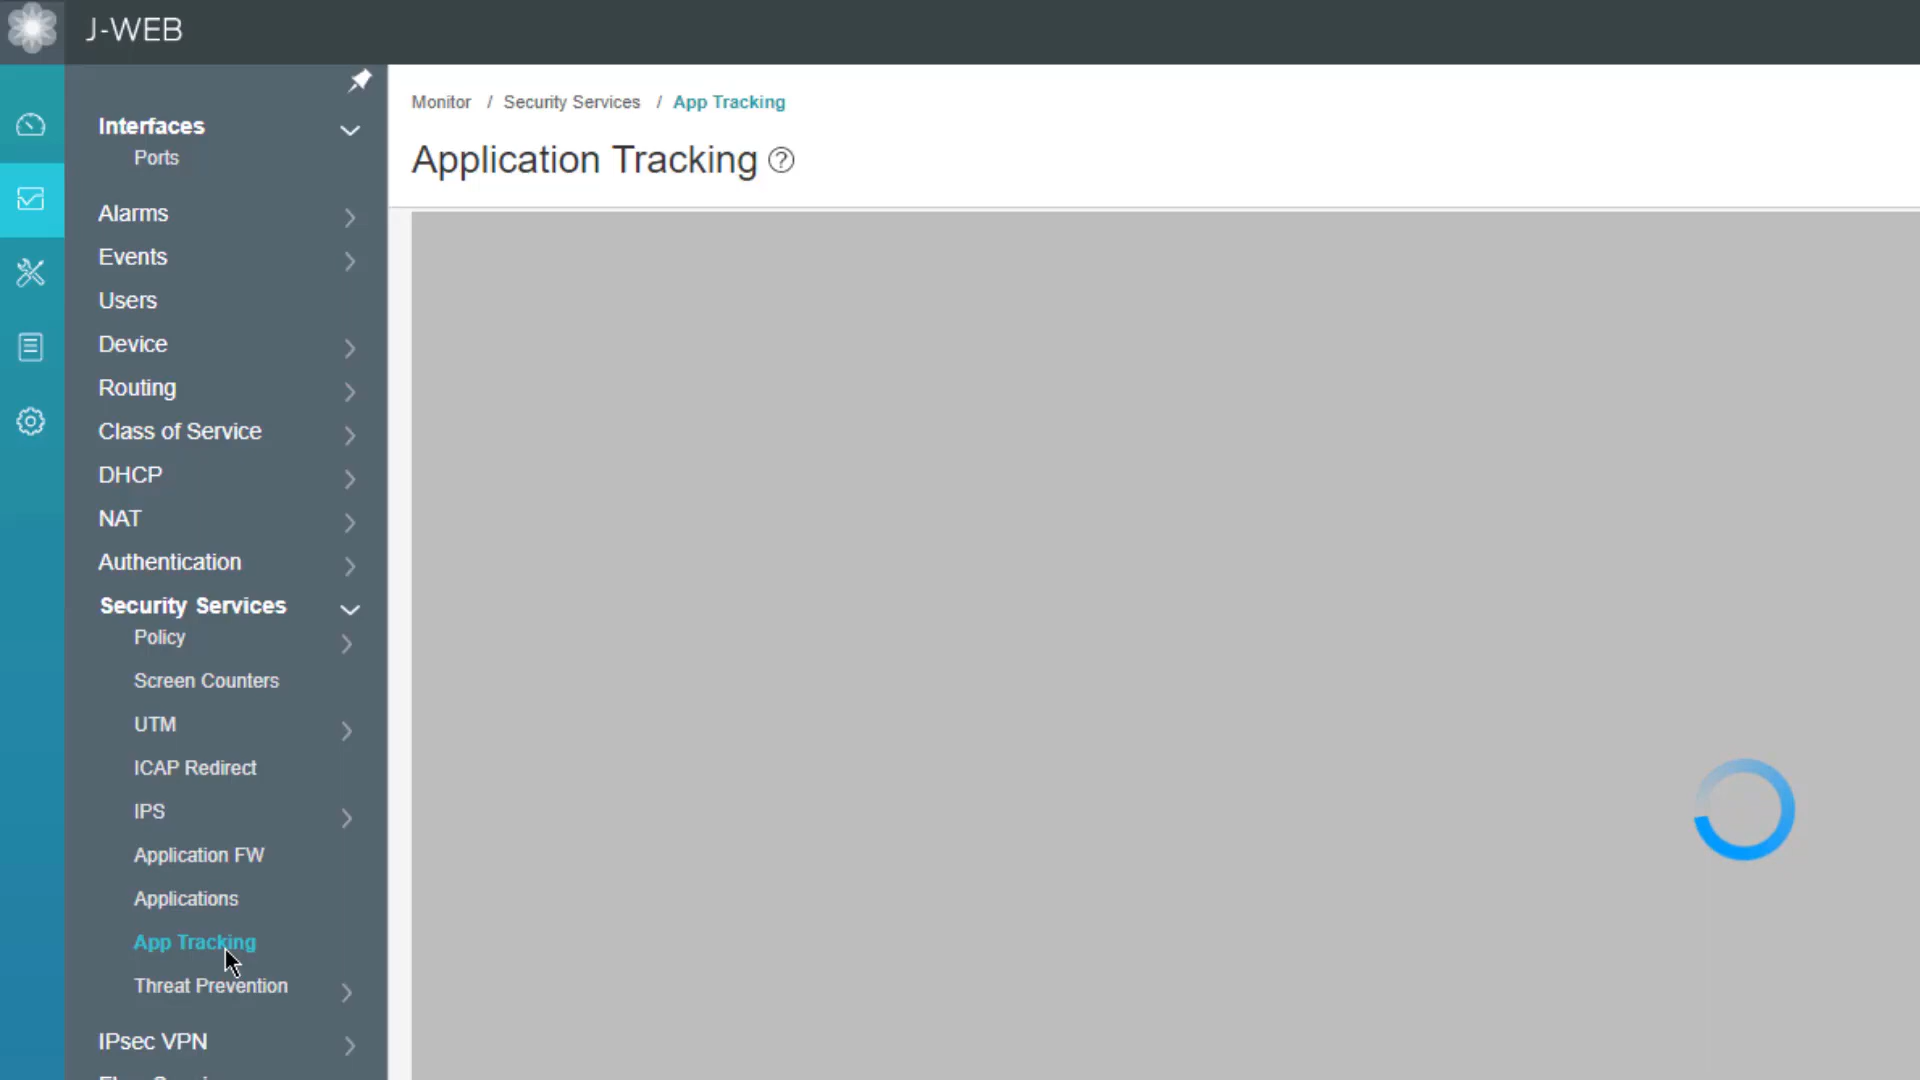 J-WEB
Interfaces
Ports
Alarms
Events
Users
Device
Routing
Class of Service
DHCP
NAT
Authentication
Security Services
Policy
Screen Counters
UTM
ICAP Redirect
IPS
Application FW
Applications
App Tracking
Threat Prevention
IPsec VPN
Monitor / Security Services / App Tracking
Application Tracking ?